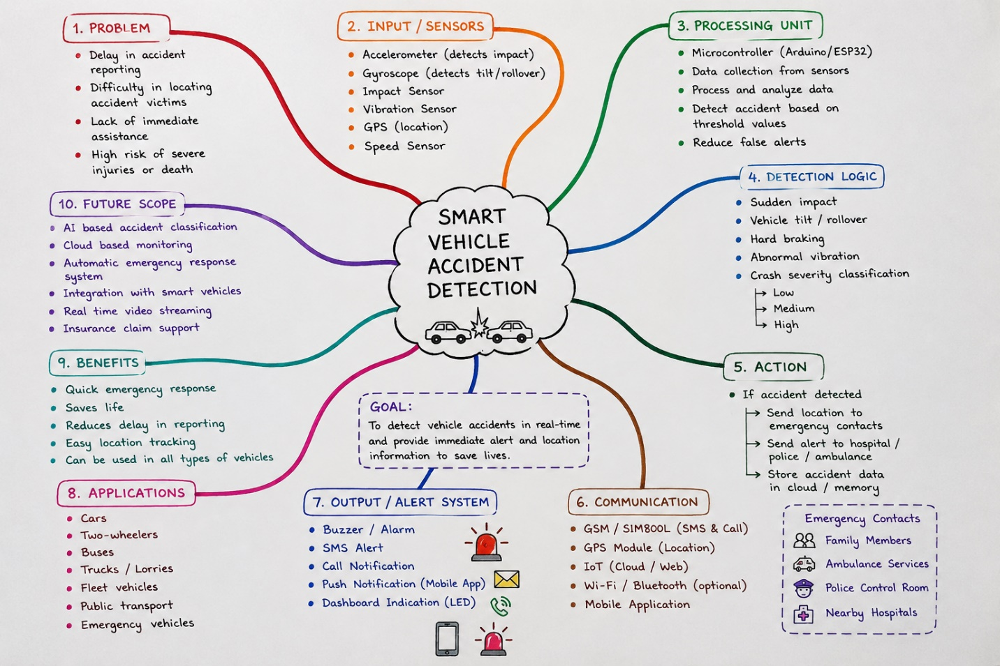 1. PROBLEM
• Delay in accident
reporting
• Difficulty in locating
accident victims
• Lack of immediate
assistance
• High risk of severe
injuries or death
2. INPUT / SENSORS
• Accelerometer (detects impact)
• Gyroscope (detects tilt/rollover)
• Impact Sensor
• Vibration Sensor
• GPS (location)
• Speed Sensor
3. PROCESSING UNIT
• Microcontroller (Arduino/ESP32)
• Data collection from sensors
• Process and analyze data
• Detect accident based on
threshold values
• Reduce false alerts
SMART
VEHICLE
ACCIDENT
DETECTION
4. DETECTION LOGIC
• Sudden impact
• Vehicle tilt / rollover
• Hard braking
• Abnormal vibration
• Crash severity classification
→ Low
→ Medium
→ High
5. ACTION
• If accident detected
→ Send location to
emergency contacts
→ Send alert to hospital /
police / ambulance
→ Store accident data
in cloud / memory
Emergency Contacts
Family Members
Ambulance Services
Police Control Room
Nearby Hospitals
6. COMMUNICATION
• GSM / SIM800L (SMS & Call)
• GPS Module (Location)
• IoT (Cloud / Web)
• Wi-Fi / Bluetooth (optional)
• Mobile Application
GOAL:
To detect vehicle accidents in real-time
and provide immediate alert and location
information to save lives.
7. OUTPUT / ALERT SYSTEM
• Buzzer / Alarm
• SMS Alert
• Call Notification
• Push Notification (Mobile App)
• Dashboard Indication (LED)
8. APPLICATIONS
• Cars
• Two-wheelers
• Buses
• Trucks / Lorries
• Fleet vehicles
• Public transport
• Emergency vehicles
9. BENEFITS
• Quick emergency response
• Saves life
• Reduces delay in reporting
• Easy location tracking
• Can be used in all types of vehicles
10. FUTURE SCOPE
• AI based accident classification
• Cloud based monitoring
• Automatic emergency response
system
• Integration with smart vehicles
• Real time video streaming
• Insurance claim support